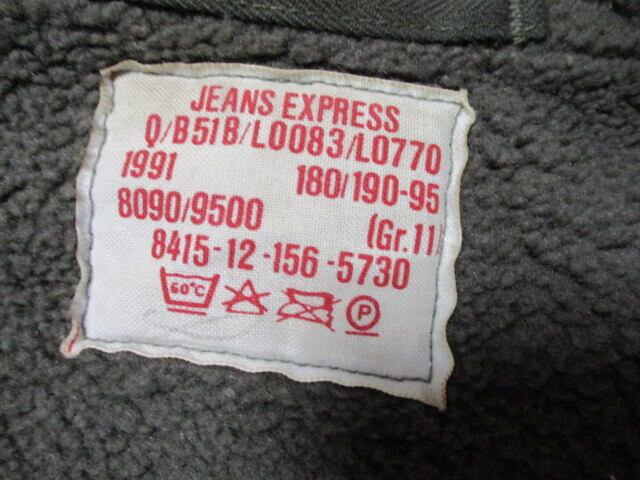 JEANS EXPRESS
Q/B51B/L0083/L0770
1991 180/190-95
8090/9500 (Gr.11)
8415-12-156-5730
60°C P